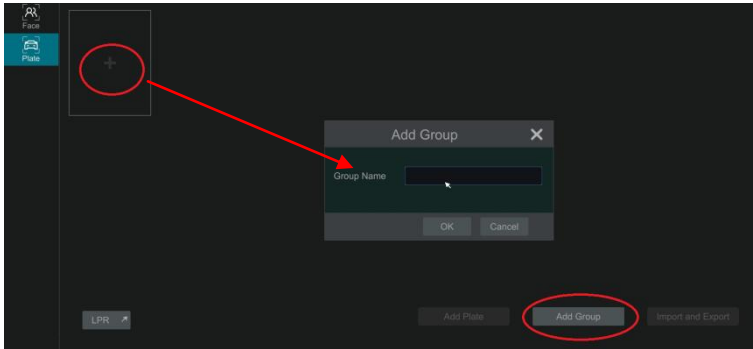 Face
Plate
+
Add Group
Group Name
OK Cancel
LPR
Add Plate Add Group Import and Export